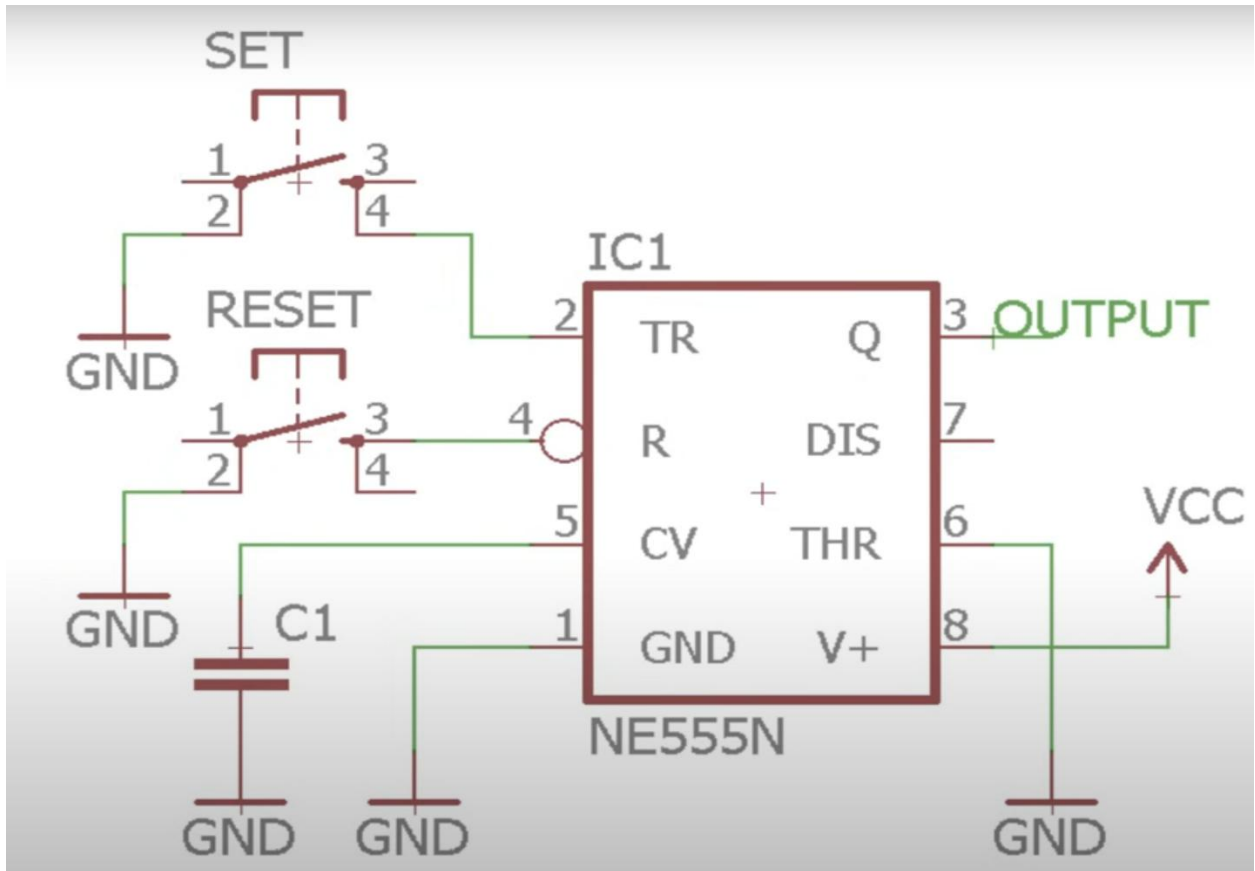 SET
1 3
2 4
GND
RESET
1 3
2 4
GND
C1
GND
GND
IC1
2 TR Q 3 OUTPUT
4 R DIS 7
5 CV THR 6
1 GND V+ 8
NE555N
VCC
GND